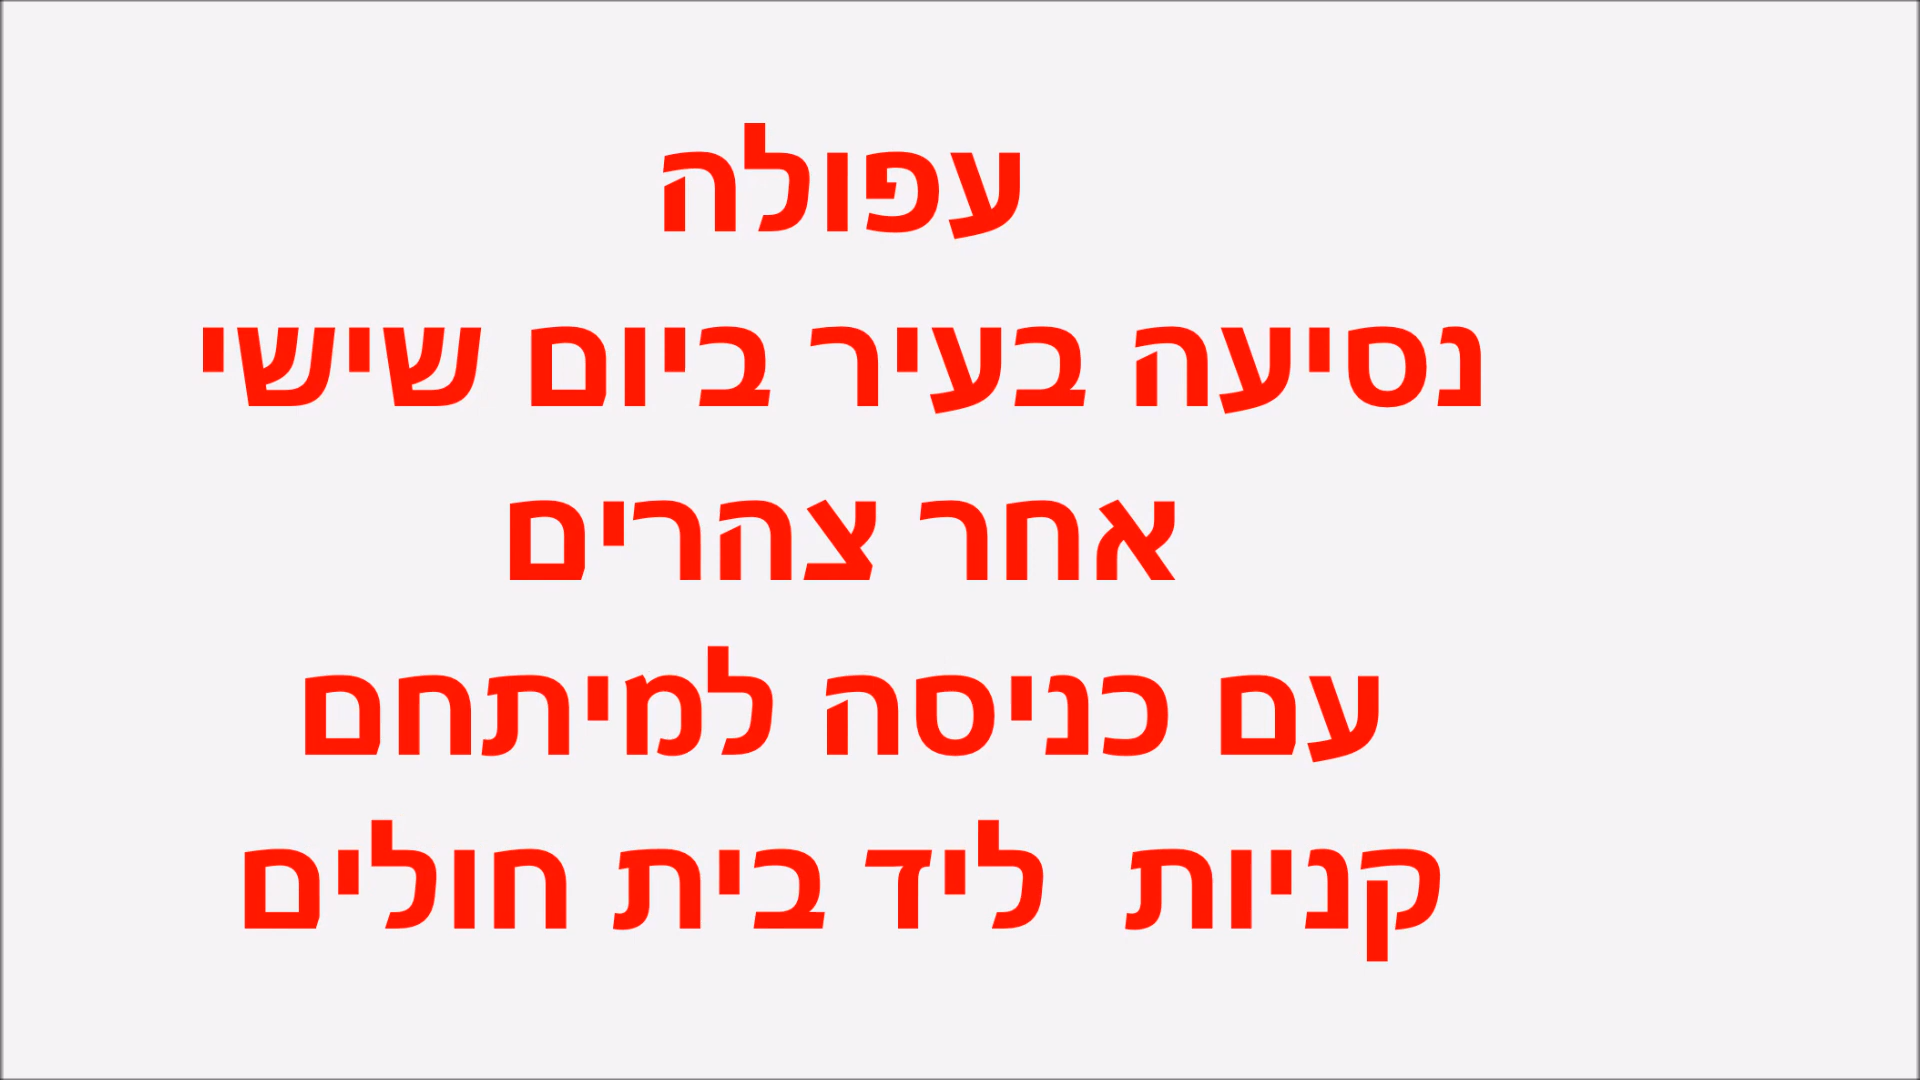 עפולה
נסיעה בעיר ביום שישי
אחר צהרים
עם כניסה למיתחם
קניות  ליד בית חולים